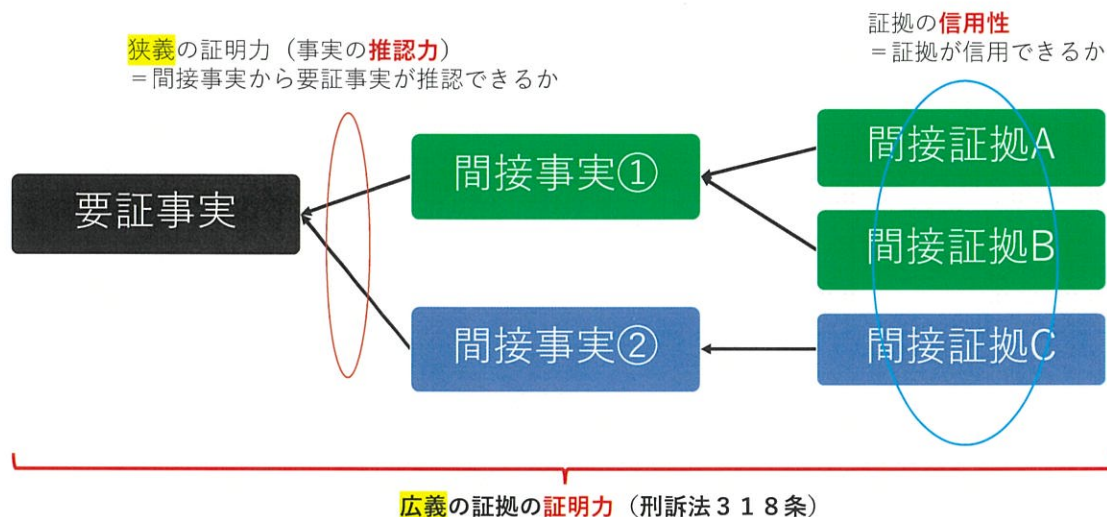 狭義の証明力（事実の推認力）
＝間接事実から要証事実が推認できるか
証拠の信用性
＝証拠が信用できるか
要証事実
間接事実①
間接事実②
間接証拠A
間接証拠B
間接証拠C
広義の証拠の証明力（刑訴法３１８条）